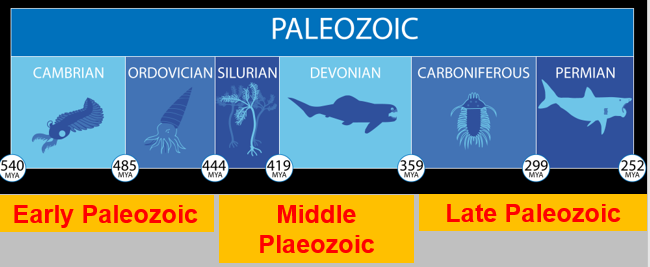 PALEOZOIC
CAMBRIAN
ORDOVICIAN
SILURIAN
DEVONIAN
CARBONIFEROUS
PERMIAN
540
MYA
485
MYA
444
MYA
419
MYA
359
MYA
299
MYA
252
MYA
Early Paleozoic
Middle
Plaeozoic
Late Paleozoic